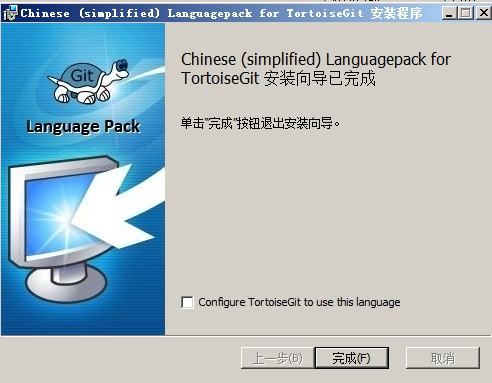 Chinese (simplified) Languagepack for TortoiseGit 安装程序
Git
Language Pack
Chinese (simplified) Languagepack for
TortoiseGit 安装向导已完成
单击“完成”按钮退出安装向导。
Configure TortoiseGit to use this language
上一步(B)
完成(F)
取消